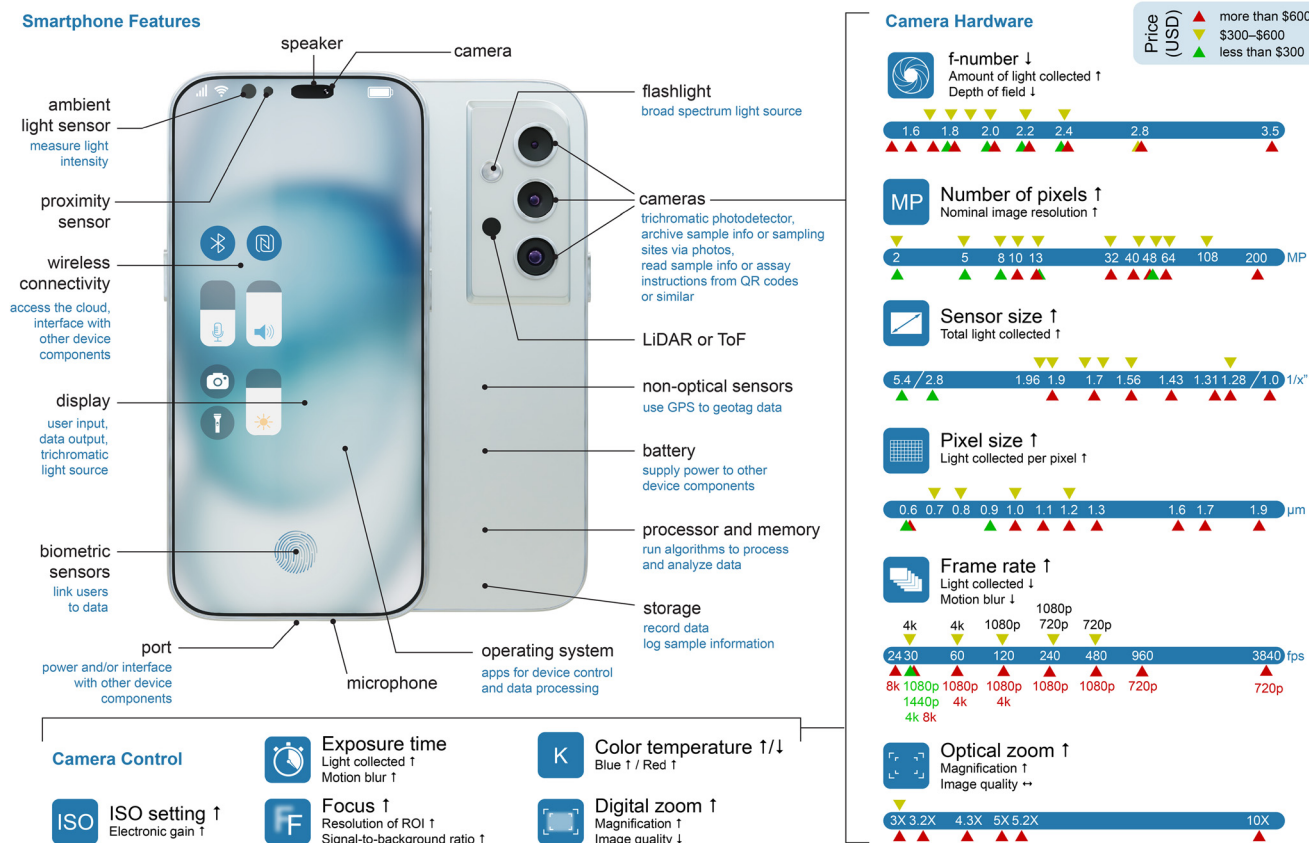 Smartphone Features
speaker
camera
ambient
light sensor
measure light
intensity
proximity
sensor
wireless
connectivity
access the cloud,
interface with
other device
components
display
user input,
data output,
trichromatic
light source
biometric
sensors
link users
to data
port
power and/or interface
with other device
components
microphone
operating system
apps for device control
and data processing
flashlight
broad spectrum light source
cameras
trichromatic photodetector,
archive sample info or sampling
sites via photos,
read sample info or assay
instructions from QR codes
or similar
LiDAR or ToF
non-optical sensors
use GPS to geotag data
battery
supply power to other
device components
processor and memory
run algorithms to process
and analyze data
storage
record data
log sample information
Camera Control
ISO
ISO setting ↑
Electronic gain ↑
Exposure time
Light collected ↑
Motion blur ↑
FF
Focus ↑
Resolution of ROI ↑
Signal-to-background ratio ↑
K
Color temperature ↑/↓
Blue ↑ / Red ↑
Digital zoom ↑
Magnification ↑
Image quality ↓
Camera Hardware
Price
(USD)
more than $600
$300–$600
less than $300
f-number ↓
Amount of light collected ↑
Depth of field ↓
1.6 1.8 2.0 2.2 2.4 2.8 3.5
MP
Number of pixels ↑
Nominal image resolution ↑
2 5 8 10 13 32 40 48 64 108 200 MP
Sensor size ↑
Total light collected ↑
5.4 / 2.8 1.96 1.9 1.7 1.56 1.43 1.31 1.28 / 1.0 1/x"
Pixel size ↑
Light collected per pixel ↑
0.6 0.7 0.8 0.9 1.0 1.1 1.2 1.3 1.6 1.7 1.9 µm
Frame rate ↑
Light collected ↓
Motion blur ↓
1080p
4k 4k 1080p 720p 720p
24 30 60 120 240 480 960 3840 fps
8k 1080p 1080p 1080p 1080p 1080p 720p 720p
1440p 4k 4k
4k 8k
Optical zoom ↑
Magnification ↑
Image quality ↔
3X 3.2X 4.3X 5X 5.2X 10X